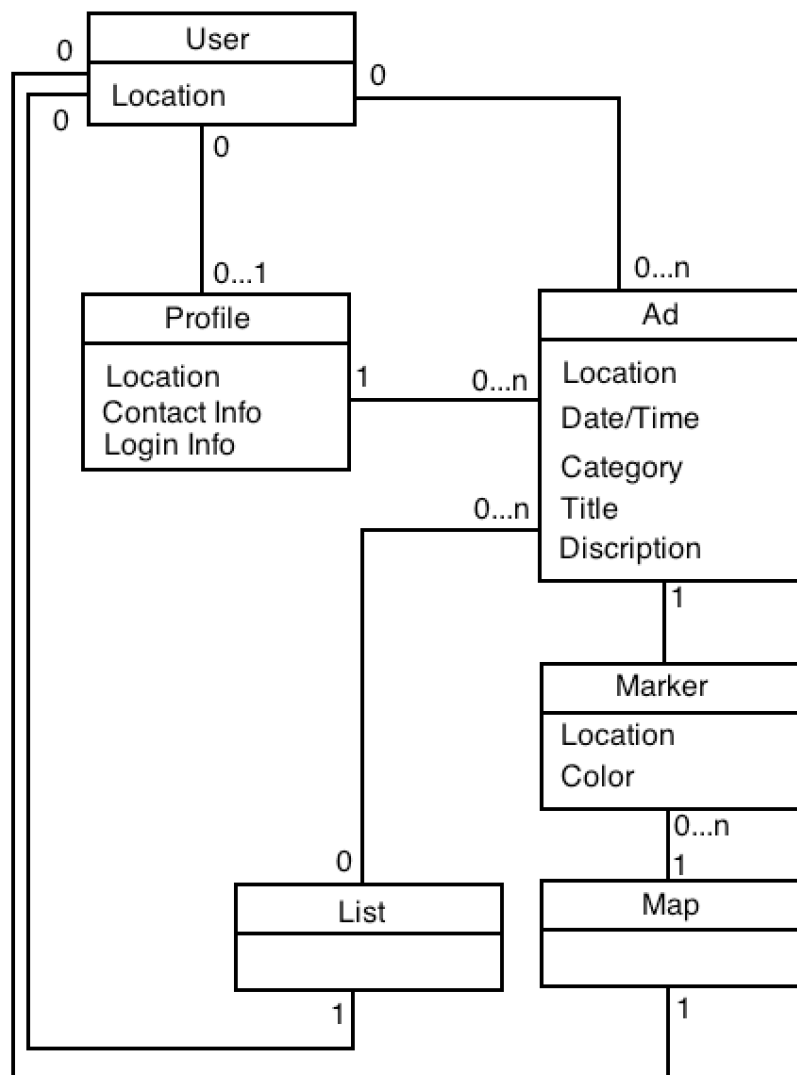 User
0
0
Location
0
0
0...1
0...n
Profile
Ad
Location
Contact Info
Login Info
1
0...n
Location
Date/Time
Category
Title
Discription
0...n
1
Marker
Location
Color
0...n
1
0
List
Map
1
1